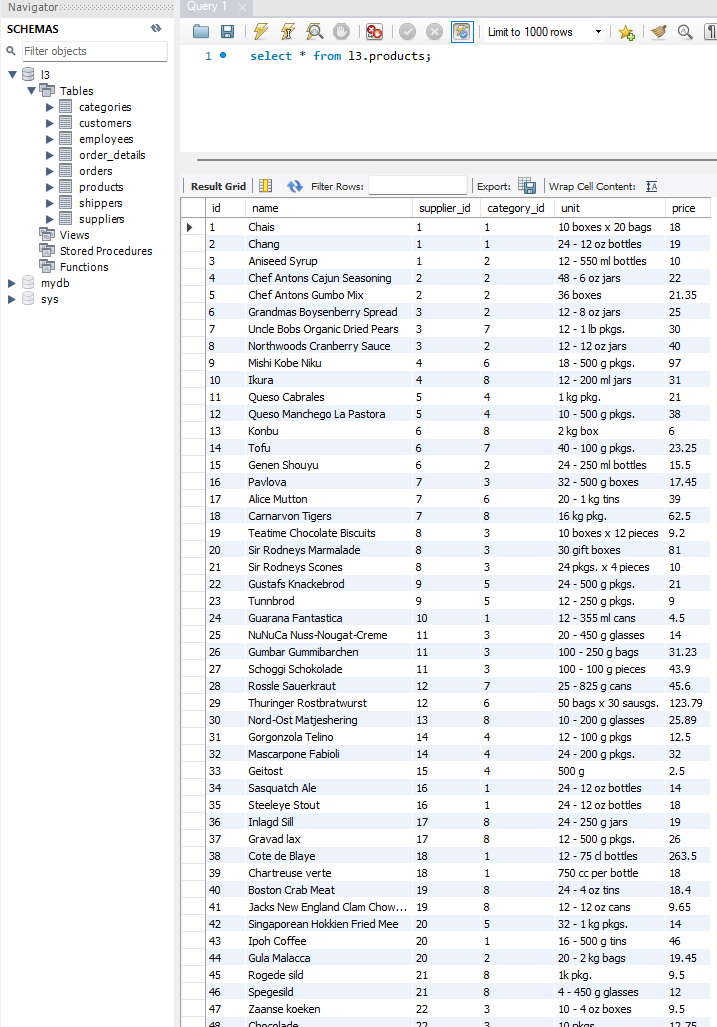 Navigator
Query 1
SCHEMAS
Filter objects
l3
Tables
categories
customers
employees
order_details
orders
products
shippers
suppliers
Views
Stored Procedures
Functions
mydb
sys
Limit to 1000 rows
1 select * from l3.products;
Result Grid Filter Rows: Export: Wrap Cell Content:
id name supplier_id category_id unit price
1 Chais 1 1 10 boxes x 20 bags 18
2 Chang 1 1 24 - 12 oz bottles 19
3 Aniseed Syrup 1 2 12 - 550 ml bottles 10
4 Chef Antons Cajun Seasoning 2 2 48 - 6 oz jars 22
5 Chef Antons Gumbo Mix 2 2 36 boxes 21.35
6 Grandmas Boysenberry Spread 3 2 12 - 8 oz jars 25
7 Uncle Bobs Organic Dried Pears 3 7 12 - 1 lb pkgs. 30
8 Northwoods Cranberry Sauce 3 2 12 - 12 oz jars 40
9 Mishi Kobe Niku 4 6 18 - 500 g pkgs. 97
10 Ikura 4 8 12 - 200 ml jars 31
11 Queso Cabrales 5 4 1 kg pkg. 21
12 Queso Manchego La Pastora 5 4 10 - 500 g pkgs. 38
13 Konbu 6 8 2 kg box 6
14 Tofu 6 7 40 - 100 g pkgs. 23.25
15 Genen Shouyu 6 2 24 - 250 ml bottles 15.5
16 Pavlova 7 3 32 - 500 g boxes 17.45
17 Alice Mutton 7 6 20 - 1 kg tins 39
18 Carnarvon Tigers 7 8 16 kg pkg. 62.5
19 Teatime Chocolate Biscuits 8 3 10 boxes x 12 pieces 9.2
20 Sir Rodneys Marmalade 8 3 30 gift boxes 81
21 Sir Rodneys Scones 8 3 24 pkgs. x 4 pieces 10
22 Gustafs Knackebrod 9 5 24 - 500 g pkgs. 21
23 Tunnbrod 9 5 12 - 250 g pkgs. 9
24 Guarana Fantastica 10 1 12 - 355 ml cans 4.5
25 NuNuCa Nuss-Nougat-Creme 11 3 20 - 450 g glasses 14
26 Gumbar Gummibarchen 11 3 100 - 250 g bags 31.23
27 Schoggi Schokolade 11 3 100 - 100 g pieces 43.9
28 Rossle Sauerkraut 12 7 25 - 825 g cans 45.6
29 Thuringer Rostbratwurst 12 6 50 bags x 30 sausgs. 123.79
30 Nord-Ost Matjeshering 13 8 10 - 200 g glasses 25.89
31 Gorgonzola Telino 14 4 12 - 100 g pkgs 12.5
32 Mascarpone Fabioli 14 4 24 - 200 g pkgs. 32
33 Geitost 15 4 500 g 2.5
34 Sasquatch Ale 16 1 24 - 12 oz bottles 14
35 Steeleye Stout 16 1 24 - 12 oz bottles 18
36 Inlagd Sill 17 8 24 - 250 g jars 19
37 Gravad lax 17 8 12 - 500 g pkgs. 26
38 Cote de Blaye 18 1 12 - 75 cl bottles 263.5
39 Chartreuse verte 18 1 750 cc per bottle 18
40 Boston Crab Meat 19 8 24 - 4 oz tins 18.4
41 Jacks New England Clam Chow... 19 8 12 - 12 oz cans 9.65
42 Singaporean Hokkien Fried Mee 20 5 32 - 1 kg pkgs. 14
43 Ipoh Coffee 20 1 16 - 500 g tins 46
44 Gula Malacca 20 2 20 - 2 kg bags 19.45
45 Rogede sild 21 8 1k pkg. 9.5
46 Spegesild 21 8 4 - 450 g glasses 12
47 Zaanse koeken 22 3 10 - 4 oz boxes 9.5
48 Chocolade 22 3 10 pkgs 12.75